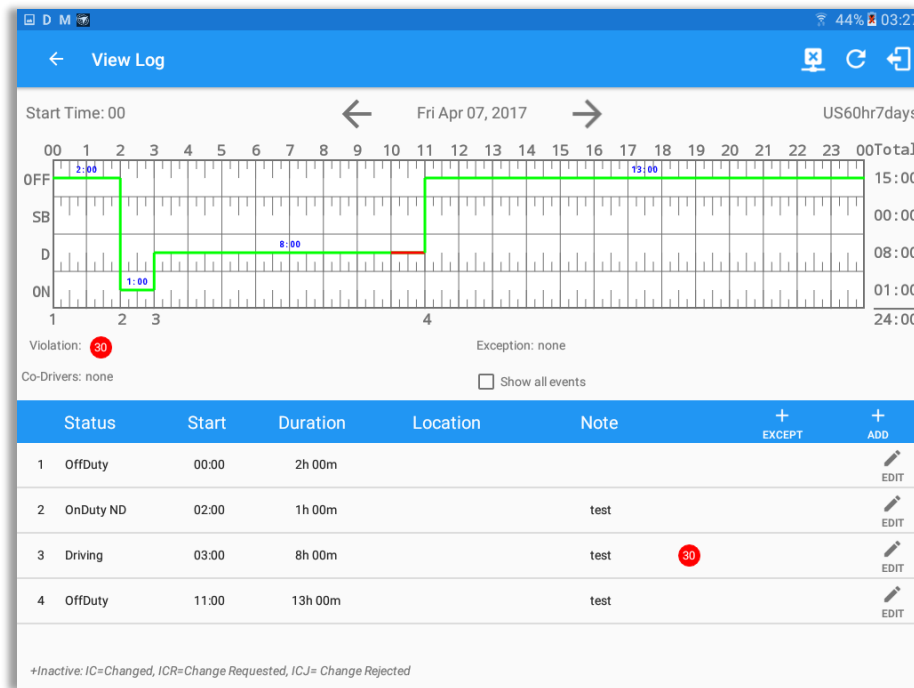 D M 44% 03:27
View Log
Start Time: 00 Fri Apr 07, 2017 US60hr7days
00 1 2 3 4 5 6 7 8 9 10 11 12 13 14 15 16 17 18 19 20 21 22 23 00 Total
2:00 13:00
OFF 15:00
SB 00:00
8:00
D 08:00
1:00
ON 01:00
1 2 3 4 24:00
Violation: 30 Exception: none
Co-Drivers: none Show all events
Status Start Duration Location Note EXCEPT ADD
1 OffDuty 00:00 2h 00m EDIT
2 OnDuty ND 02:00 1h 00m test EDIT
3 Driving 03:00 8h 00m test 30 EDIT
4 OffDuty 11:00 13h 00m test EDIT
+Inactive: IC=Changed, ICR=Change Requested, ICJ= Change Rejected